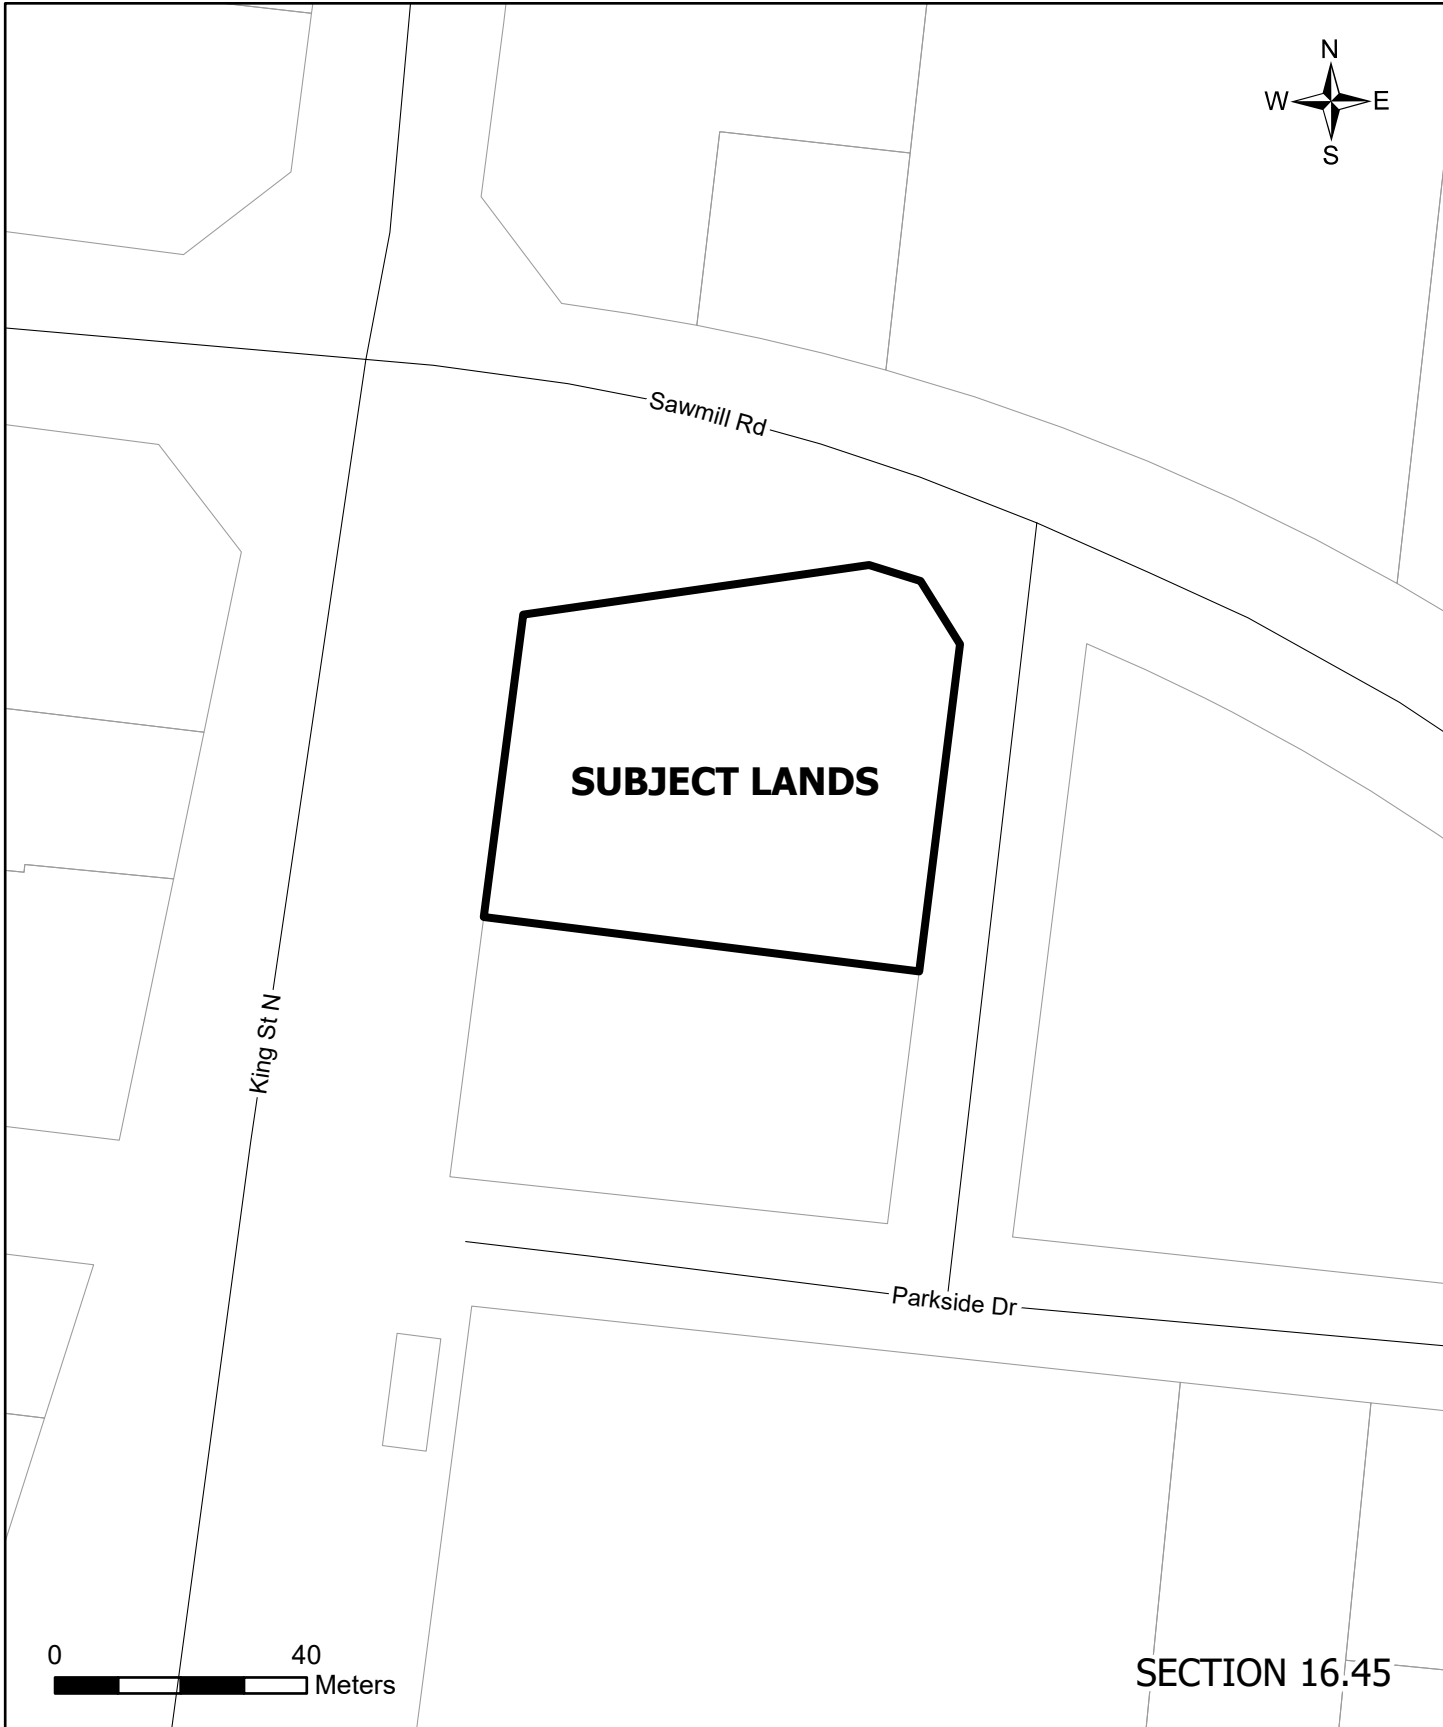 N
W E
S
Sawmill Rd
SUBJECT LANDS
King St N
Parkside Dr
0 40
Meters
SECTION 16.45